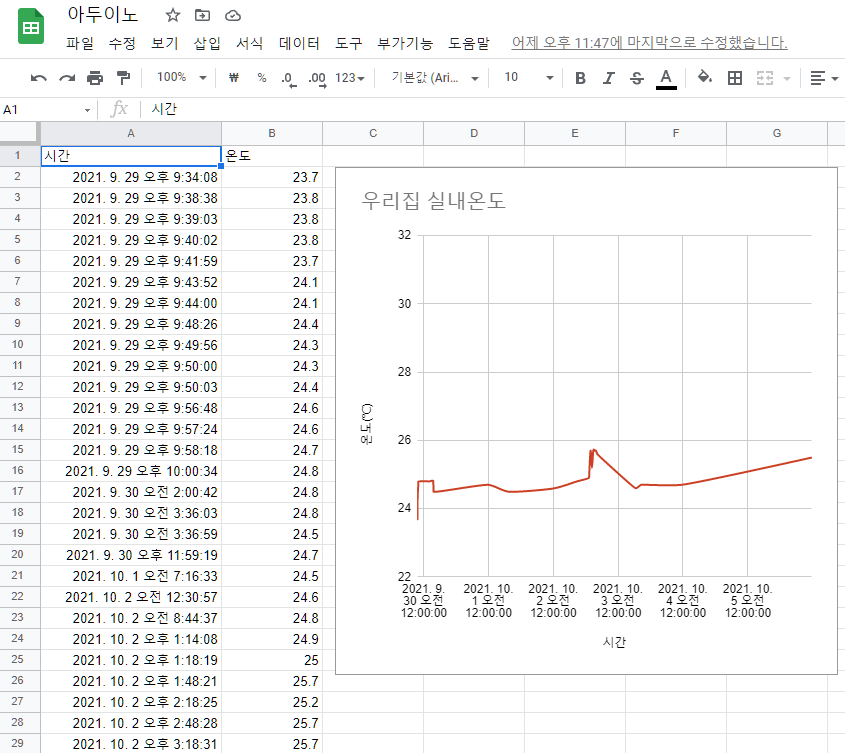 아두이노
파일 수정 보기 삽입 서식 데이터 도구 부가기능 도움말 어제 오후 11:47에 마지막으로 수정했습니다.
100% ₩ % .0 .00 123 기본값 (Ari... 10 B I S A
A1 fx 시간
A B C D E F G
1 시간 온도
2 2021. 9. 29 오후 9:34:08 23.7
3 2021. 9. 29 오후 9:38:38 23.8
4 2021. 9. 29 오후 9:39:03 23.8
5 2021. 9. 29 오후 9:40:02 23.8
6 2021. 9. 29 오후 9:41:59 23.7
7 2021. 9. 29 오후 9:43:52 24.1
8 2021. 9. 29 오후 9:44:00 24.1
9 2021. 9. 29 오후 9:48:26 24.4
10 2021. 9. 29 오후 9:49:56 24.3
11 2021. 9. 29 오후 9:50:00 24.3
12 2021. 9. 29 오후 9:50:03 24.4
13 2021. 9. 29 오후 9:56:48 24.6
14 2021. 9. 29 오후 9:57:24 24.6
15 2021. 9. 29 오후 9:58:18 24.7
16 2021. 9. 29 오후 10:00:34 24.8
17 2021. 9. 30 오전 2:00:42 24.8
18 2021. 9. 30 오전 3:36:03 24.8
19 2021. 9. 30 오전 3:36:59 24.5
20 2021. 9. 30 오후 11:59:19 24.7
21 2021. 10. 1 오전 7:16:33 24.5
22 2021. 10. 2 오전 12:30:57 24.6
23 2021. 10. 2 오전 8:44:37 24.8
24 2021. 10. 2 오후 1:14:08 24.9
25 2021. 10. 2 오후 1:18:19 25
26 2021. 10. 2 오후 1:48:21 25.7
27 2021. 10. 2 오후 2:18:25 25.2
28 2021. 10. 2 오후 2:48:28 25.7
29 2021. 10. 2 오후 3:18:31 25.7
우리집 실내온도
32
30
28
26
24
22
온도(℃)
2021. 9. 2021. 10. 2021. 10. 2021. 10. 2021. 10. 2021. 10.
30 오전 1 오전 2 오전 3 오전 4 오전 5 오전
12:00:00 12:00:00 12:00:00 12:00:00 12:00:00 12:00:00
시간